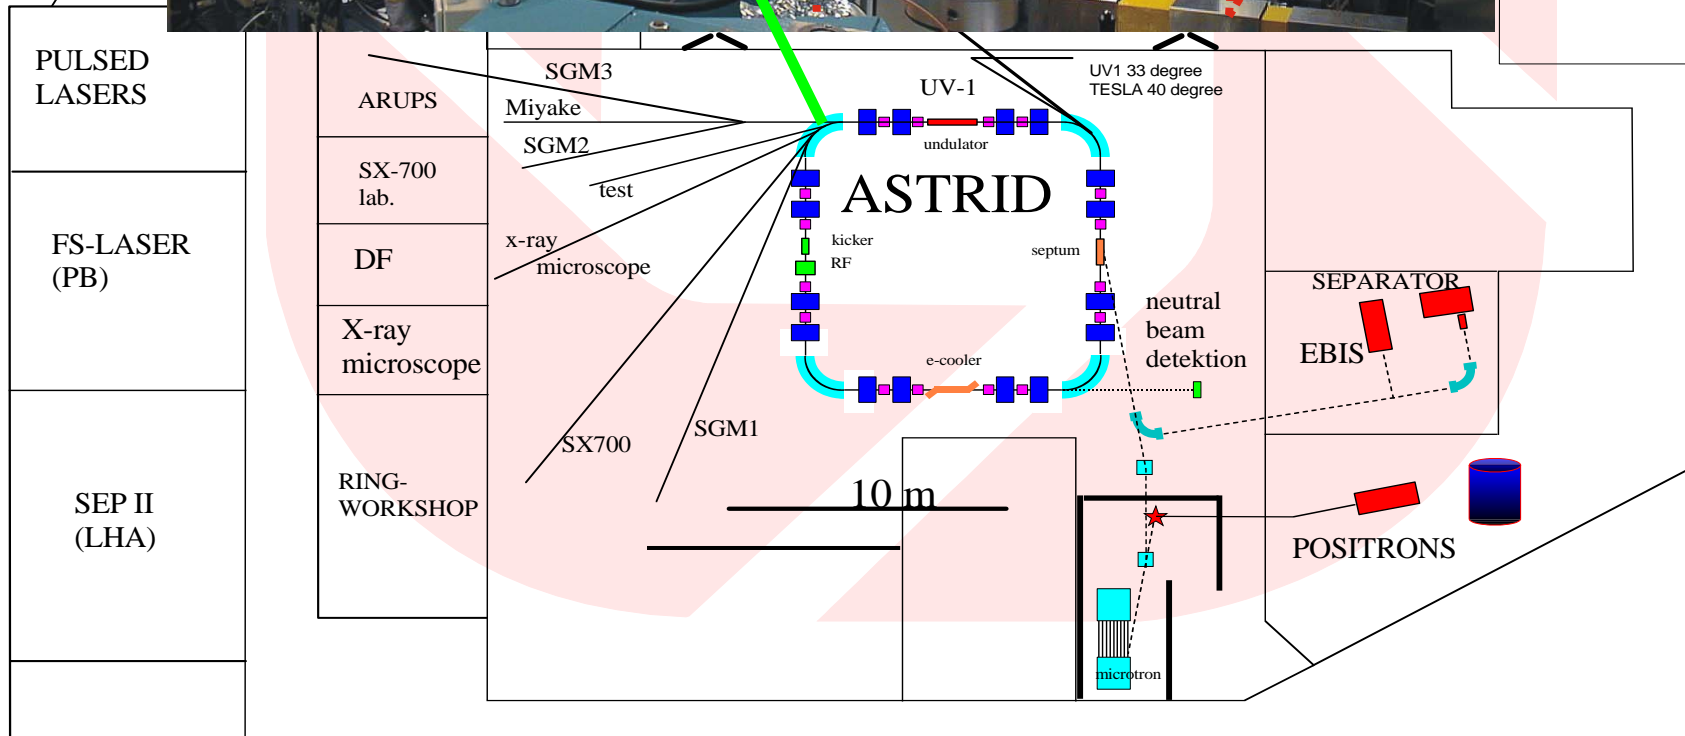 PULSED
LASERS
FS-LASER
(PB)
SEP II
(LHA)
ARUPS
SX-700
lab.
DF
X-ray
microscope
RING-
WORKSHOP
SGM3
Miyake
SGM2
test
x-ray
microscope
SX700
SGM1
UV-1
undulator
UV1 33 degree
TESLA 40 degree
ASTRID
kicker
RF
septum
e-cooler
neutral
beam
detektion
10 m
microtron
SEPARATOR
EBIS
POSITRONS